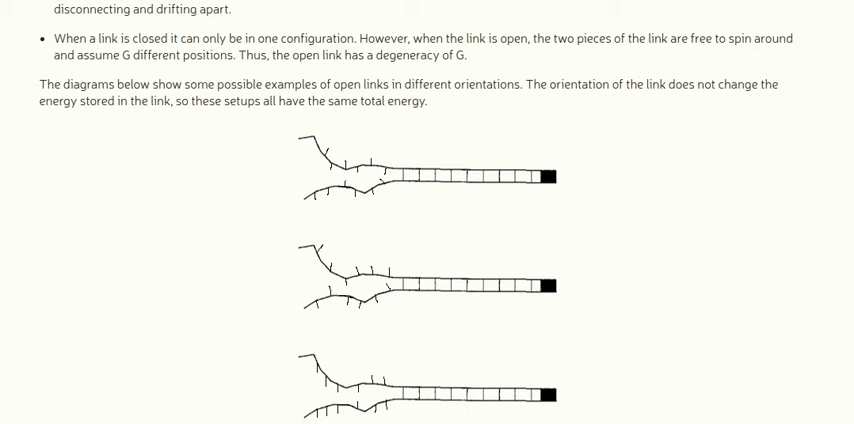 disconnecting and drifting apart.
• When a link is closed it can only be in one configuration. However, when the link is open, the two pieces of the link are free to spin around
and assume G different positions. Thus, the open link has a degeneracy of G.
The diagrams below show some possible examples of open links in different orientations. The orientation of the link does not change the
energy stored in the link, so these setups all have the same total energy.